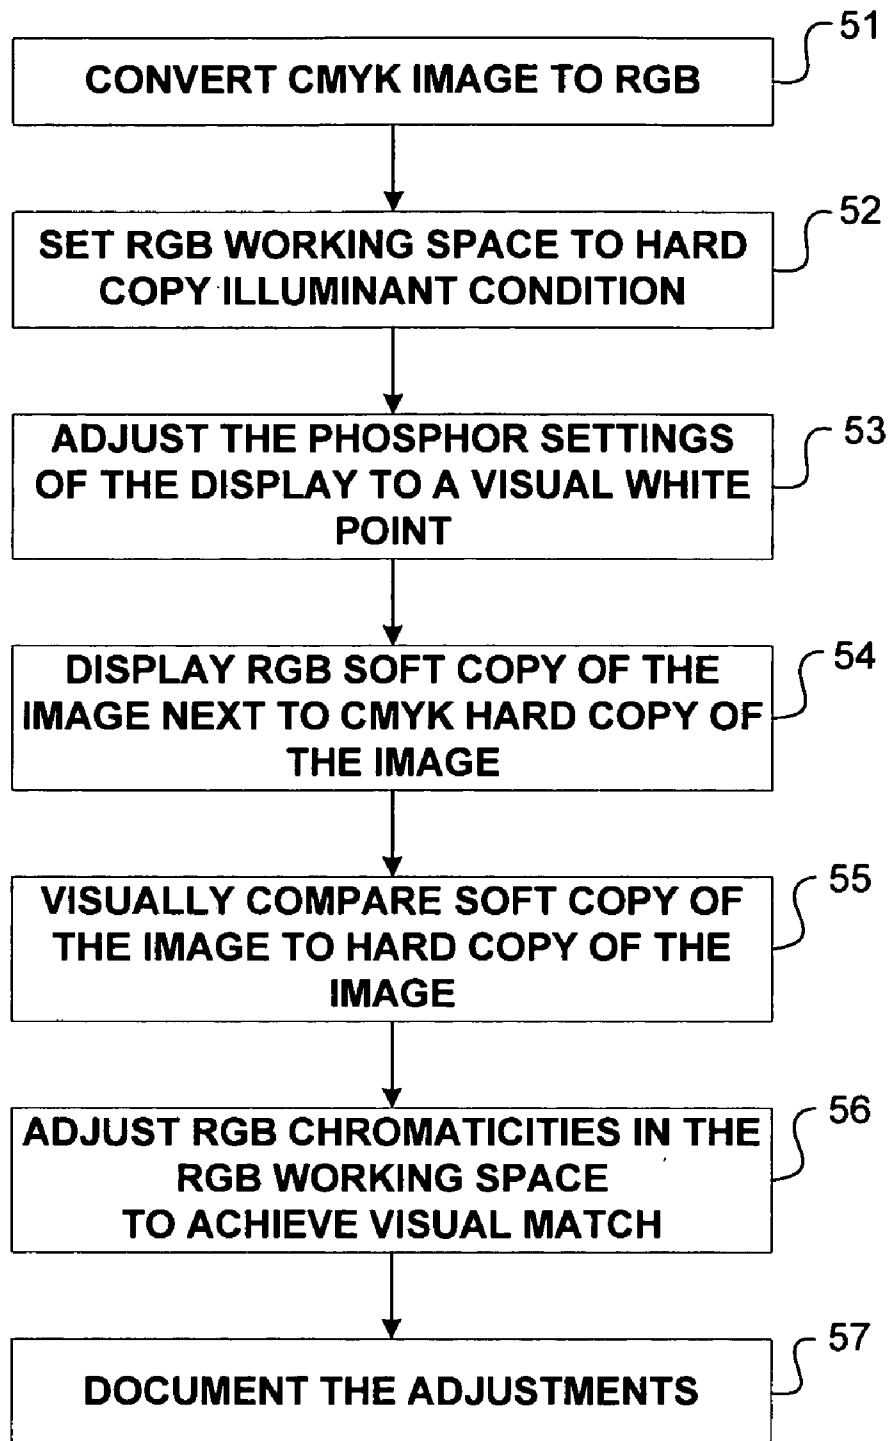 51
CONVERT CMYK IMAGE TO RGB
52
SET RGB WORKING SPACE TO HARD
COPY ILLUMINANT CONDITION
53
ADJUST THE PHOSPHOR SETTINGS
OF THE DISPLAY TO A VISUAL WHITE
POINT
54
DISPLAY RGB SOFT COPY OF THE
IMAGE NEXT TO CMYK HARD COPY OF
THE IMAGE
55
VISUALLY COMPARE SOFT COPY OF
THE IMAGE TO HARD COPY OF THE
IMAGE
56
ADJUST RGB CHROMATICITIES IN THE
RGB WORKING SPACE
TO ACHIEVE VISUAL MATCH
57
DOCUMENT THE ADJUSTMENTS